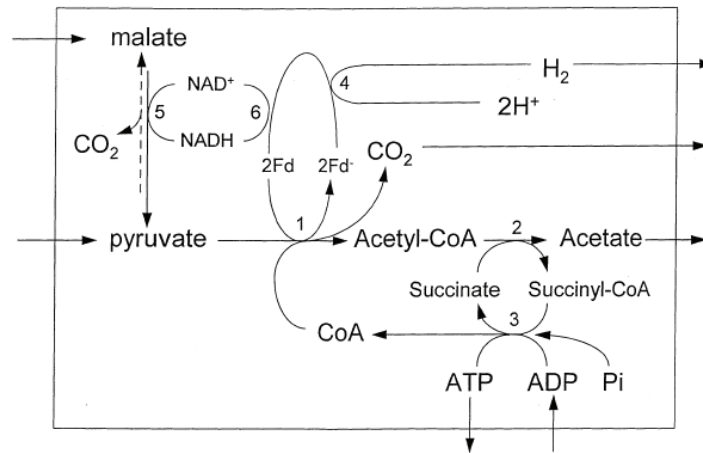 malate
4
H₂
NAD⁺
2H⁺
5
6
CO₂
NADH
2Fd
2Fd⁻
CO₂
1
2
pyruvate
Acetyl-CoA
Acetate
Succinate
Succinyl-CoA
3
CoA
ATP
ADP
Pi